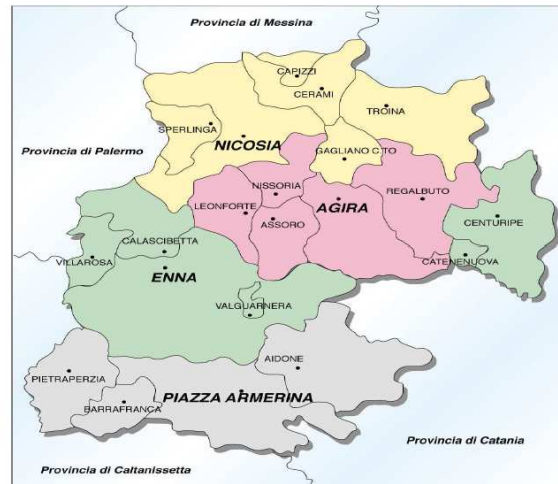 Provincia di Messina
CAPIZZI
CERAMI
TROINA
SPERLINGA
NICOSIA
GAGLIANO C.TO
Provincia di Palermo
NISSORIA
REGALBUTO
LEONFORTE
AGIRA
ASSORO
CENTURIPE
CALASCIBETTA
VILLAROSA
CATENENUOVA
ENNA
VALGUARNERA
AIDONE
PIETRAPERZIA
PIAZZA ARMERINA
BARRAFRANCA
Provincia di Catania
Provincia di Caltanissetta